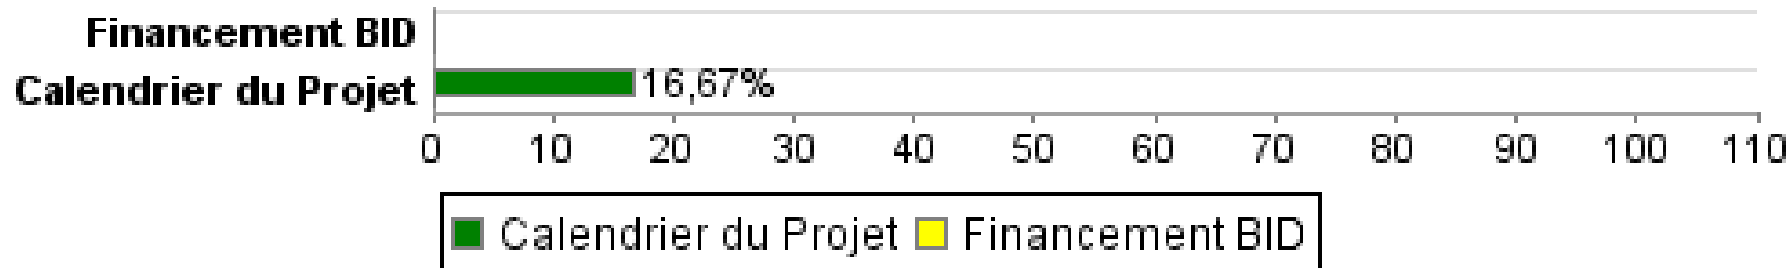 Financement BID
Calendrier du Projet 16,67%
0 10 20 30 40 50 60 70 80 90 100 110
Calendrier du Projet Financement BID